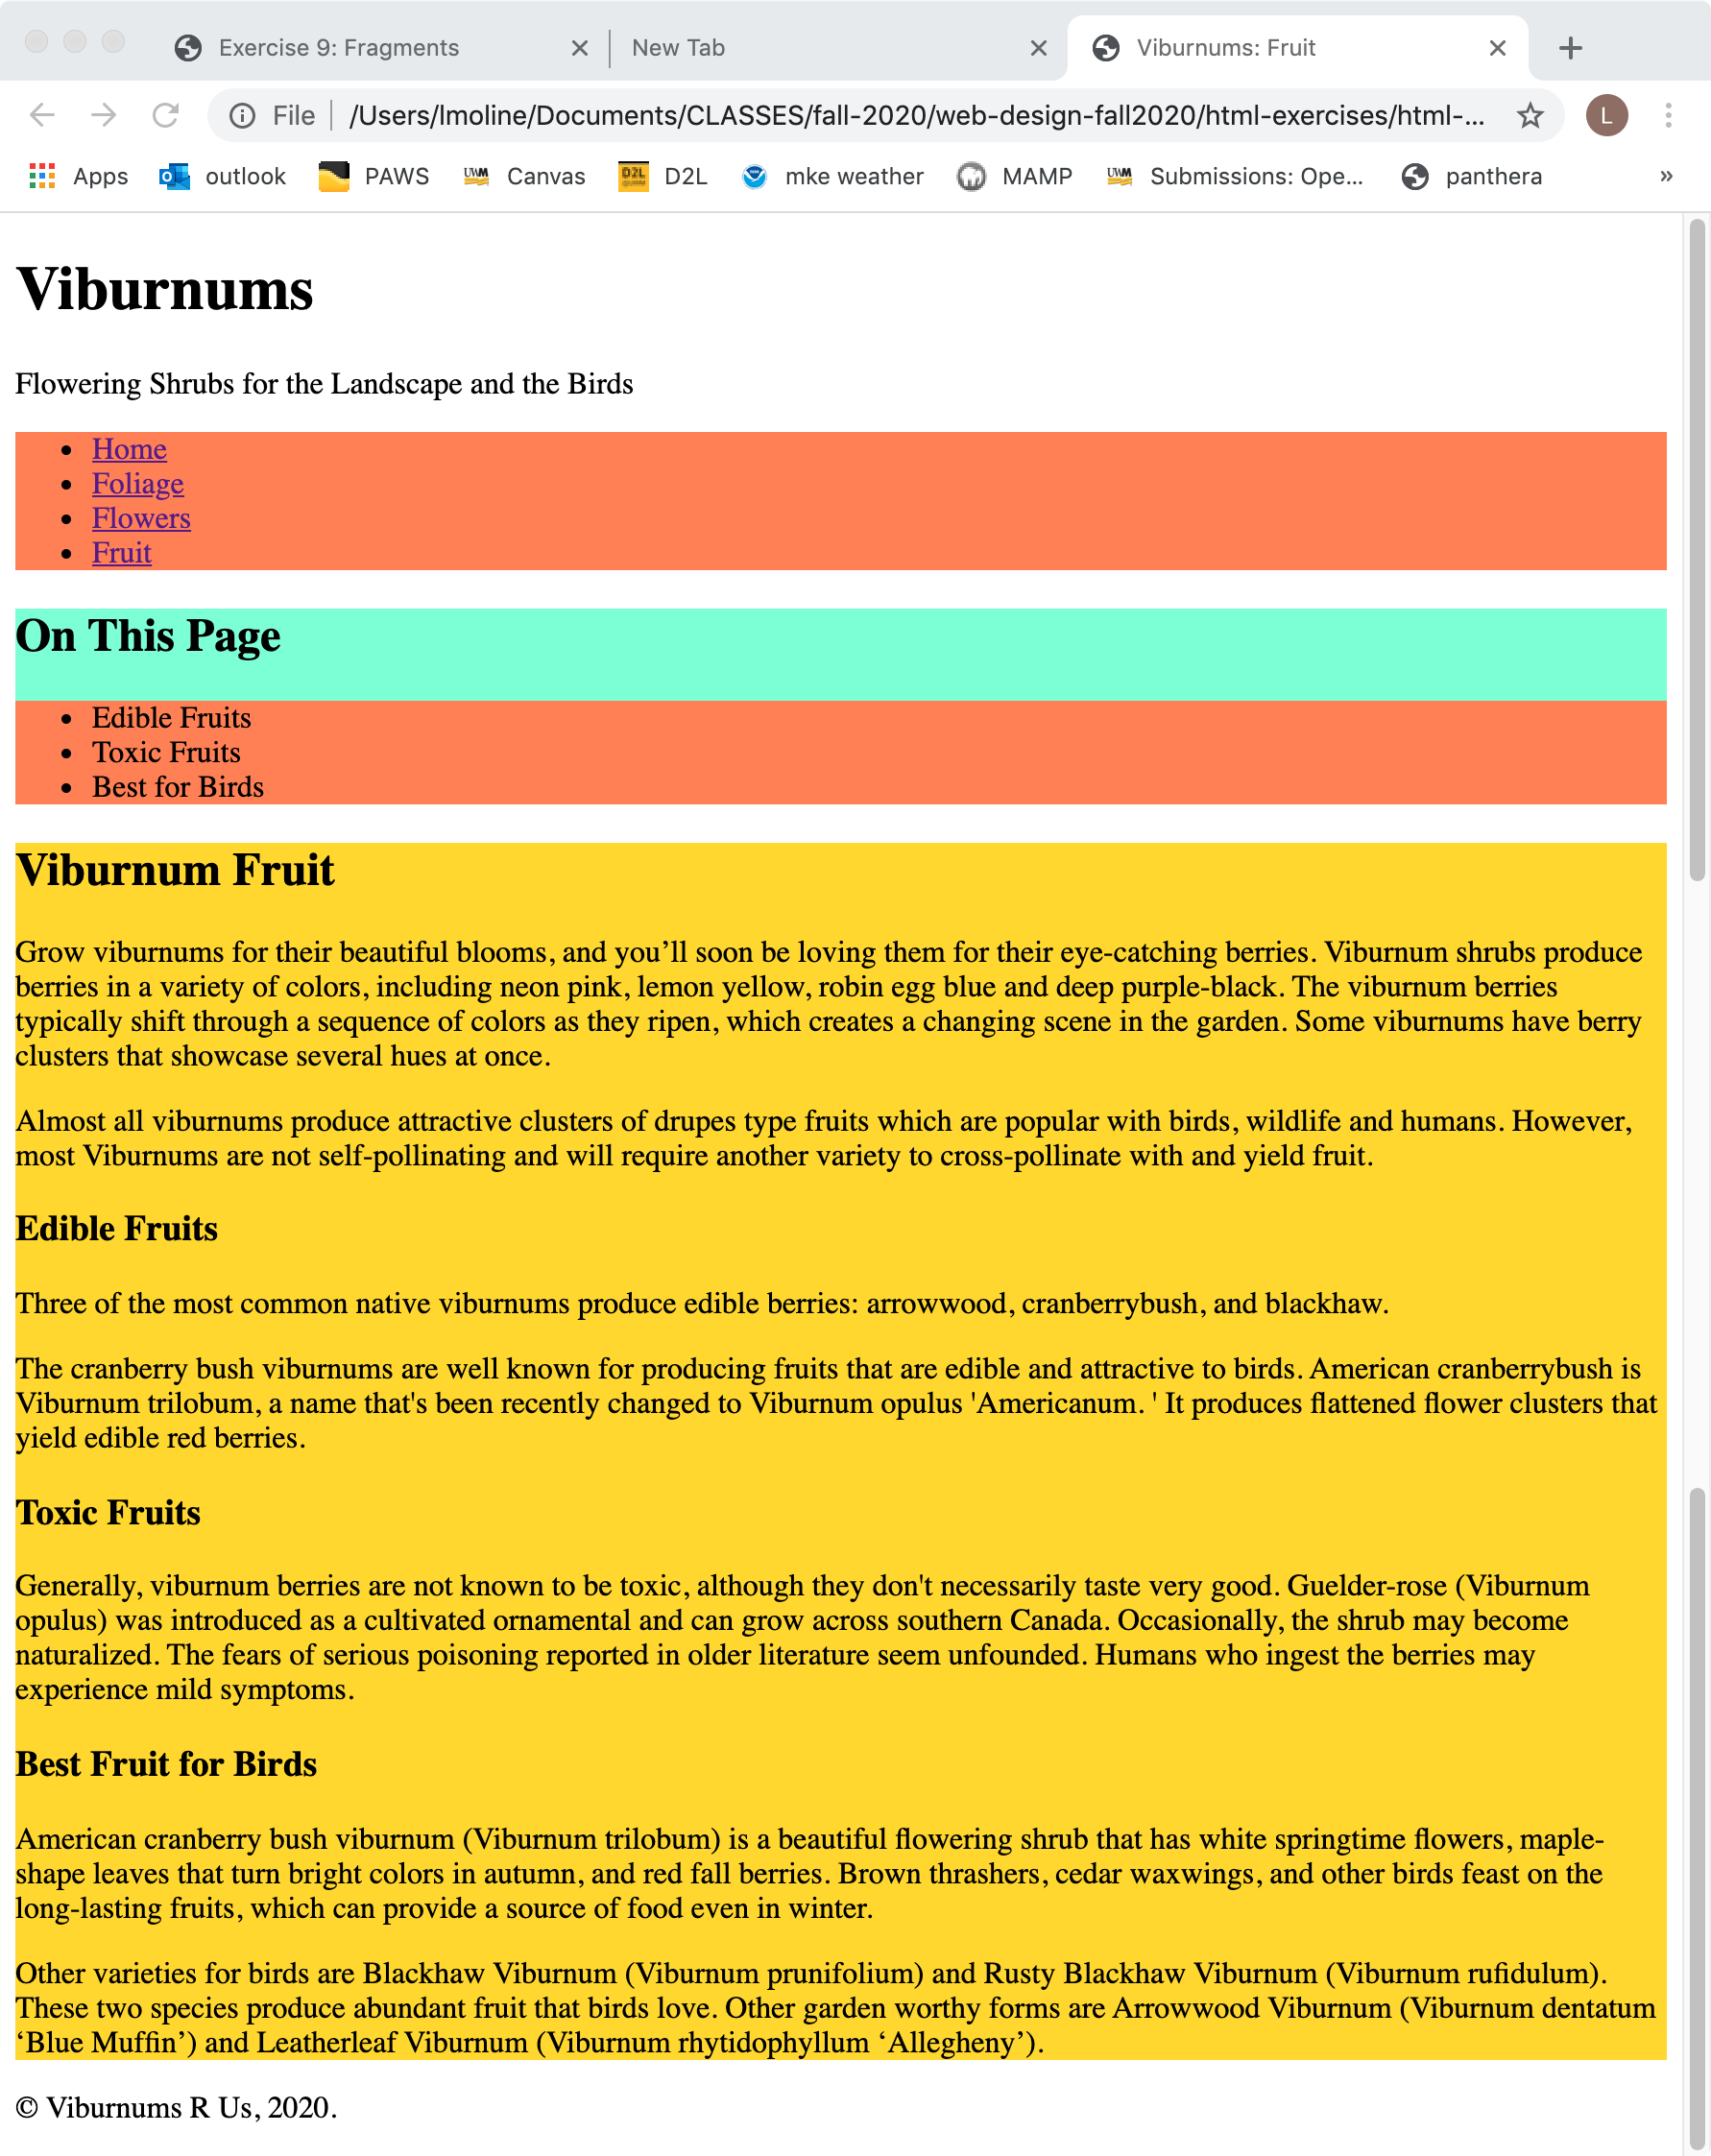 Exercise 9: Fragments
New Tab
Viburnums: Fruit
File
/Users/lmoline/Documents/CLASSES/fall-2020/web-design-fall2020/html-exercises/html-...
L
Apps
outlook
PAWS
UWM
Canvas
D2L
D2L
mke weather
MAMP
UWM
Submissions: Ope...
panthera
»
Viburnums
Flowering Shrubs for the Landscape and the Birds
• Home
• Foliage
• Flowers
• Fruit
On This Page
• Edible Fruits
• Toxic Fruits
• Best for Birds
Viburnum Fruit
Grow viburnums for their beautiful blooms, and you’ll soon be loving them for their eye-catching berries. Viburnum shrubs produce
berries in a variety of colors, including neon pink, lemon yellow, robin egg blue and deep purple-black. The viburnum berries
typically shift through a sequence of colors as they ripen, which creates a changing scene in the garden. Some viburnums have berry
clusters that showcase several hues at once.
Almost all viburnums produce attractive clusters of drupes type fruits which are popular with birds, wildlife and humans. However,
most Viburnums are not self-pollinating and will require another variety to cross-pollinate with and yield fruit.
Edible Fruits
Three of the most common native viburnums produce edible berries: arrowwood, cranberrybush, and blackhaw.
The cranberry bush viburnums are well known for producing fruits that are edible and attractive to birds. American cranberrybush is
Viburnum trilobum, a name that's been recently changed to Viburnum opulus 'Americanum. ' It produces flattened flower clusters that
yield edible red berries.
Toxic Fruits
Generally, viburnum berries are not known to be toxic, although they don't necessarily taste very good. Guelder-rose (Viburnum
opulus) was introduced as a cultivated ornamental and can grow across southern Canada. Occasionally, the shrub may become
naturalized. The fears of serious poisoning reported in older literature seem unfounded. Humans who ingest the berries may
experience mild symptoms.
Best Fruit for Birds
American cranberry bush viburnum (Viburnum trilobum) is a beautiful flowering shrub that has white springtime flowers, maple-
shape leaves that turn bright colors in autumn, and red fall berries. Brown thrashers, cedar waxwings, and other birds feast on the
long-lasting fruits, which can provide a source of food even in winter.
Other varieties for birds are Blackhaw Viburnum (Viburnum prunifolium) and Rusty Blackhaw Viburnum (Viburnum rufidulum).
These two species produce abundant fruit that birds love. Other garden worthy forms are Arrowwood Viburnum (Viburnum dentatum
‘Blue Muffin’) and Leatherleaf Viburnum (Viburnum rhytidophyllum ‘Allegheny’).
© Viburnums R Us, 2020.